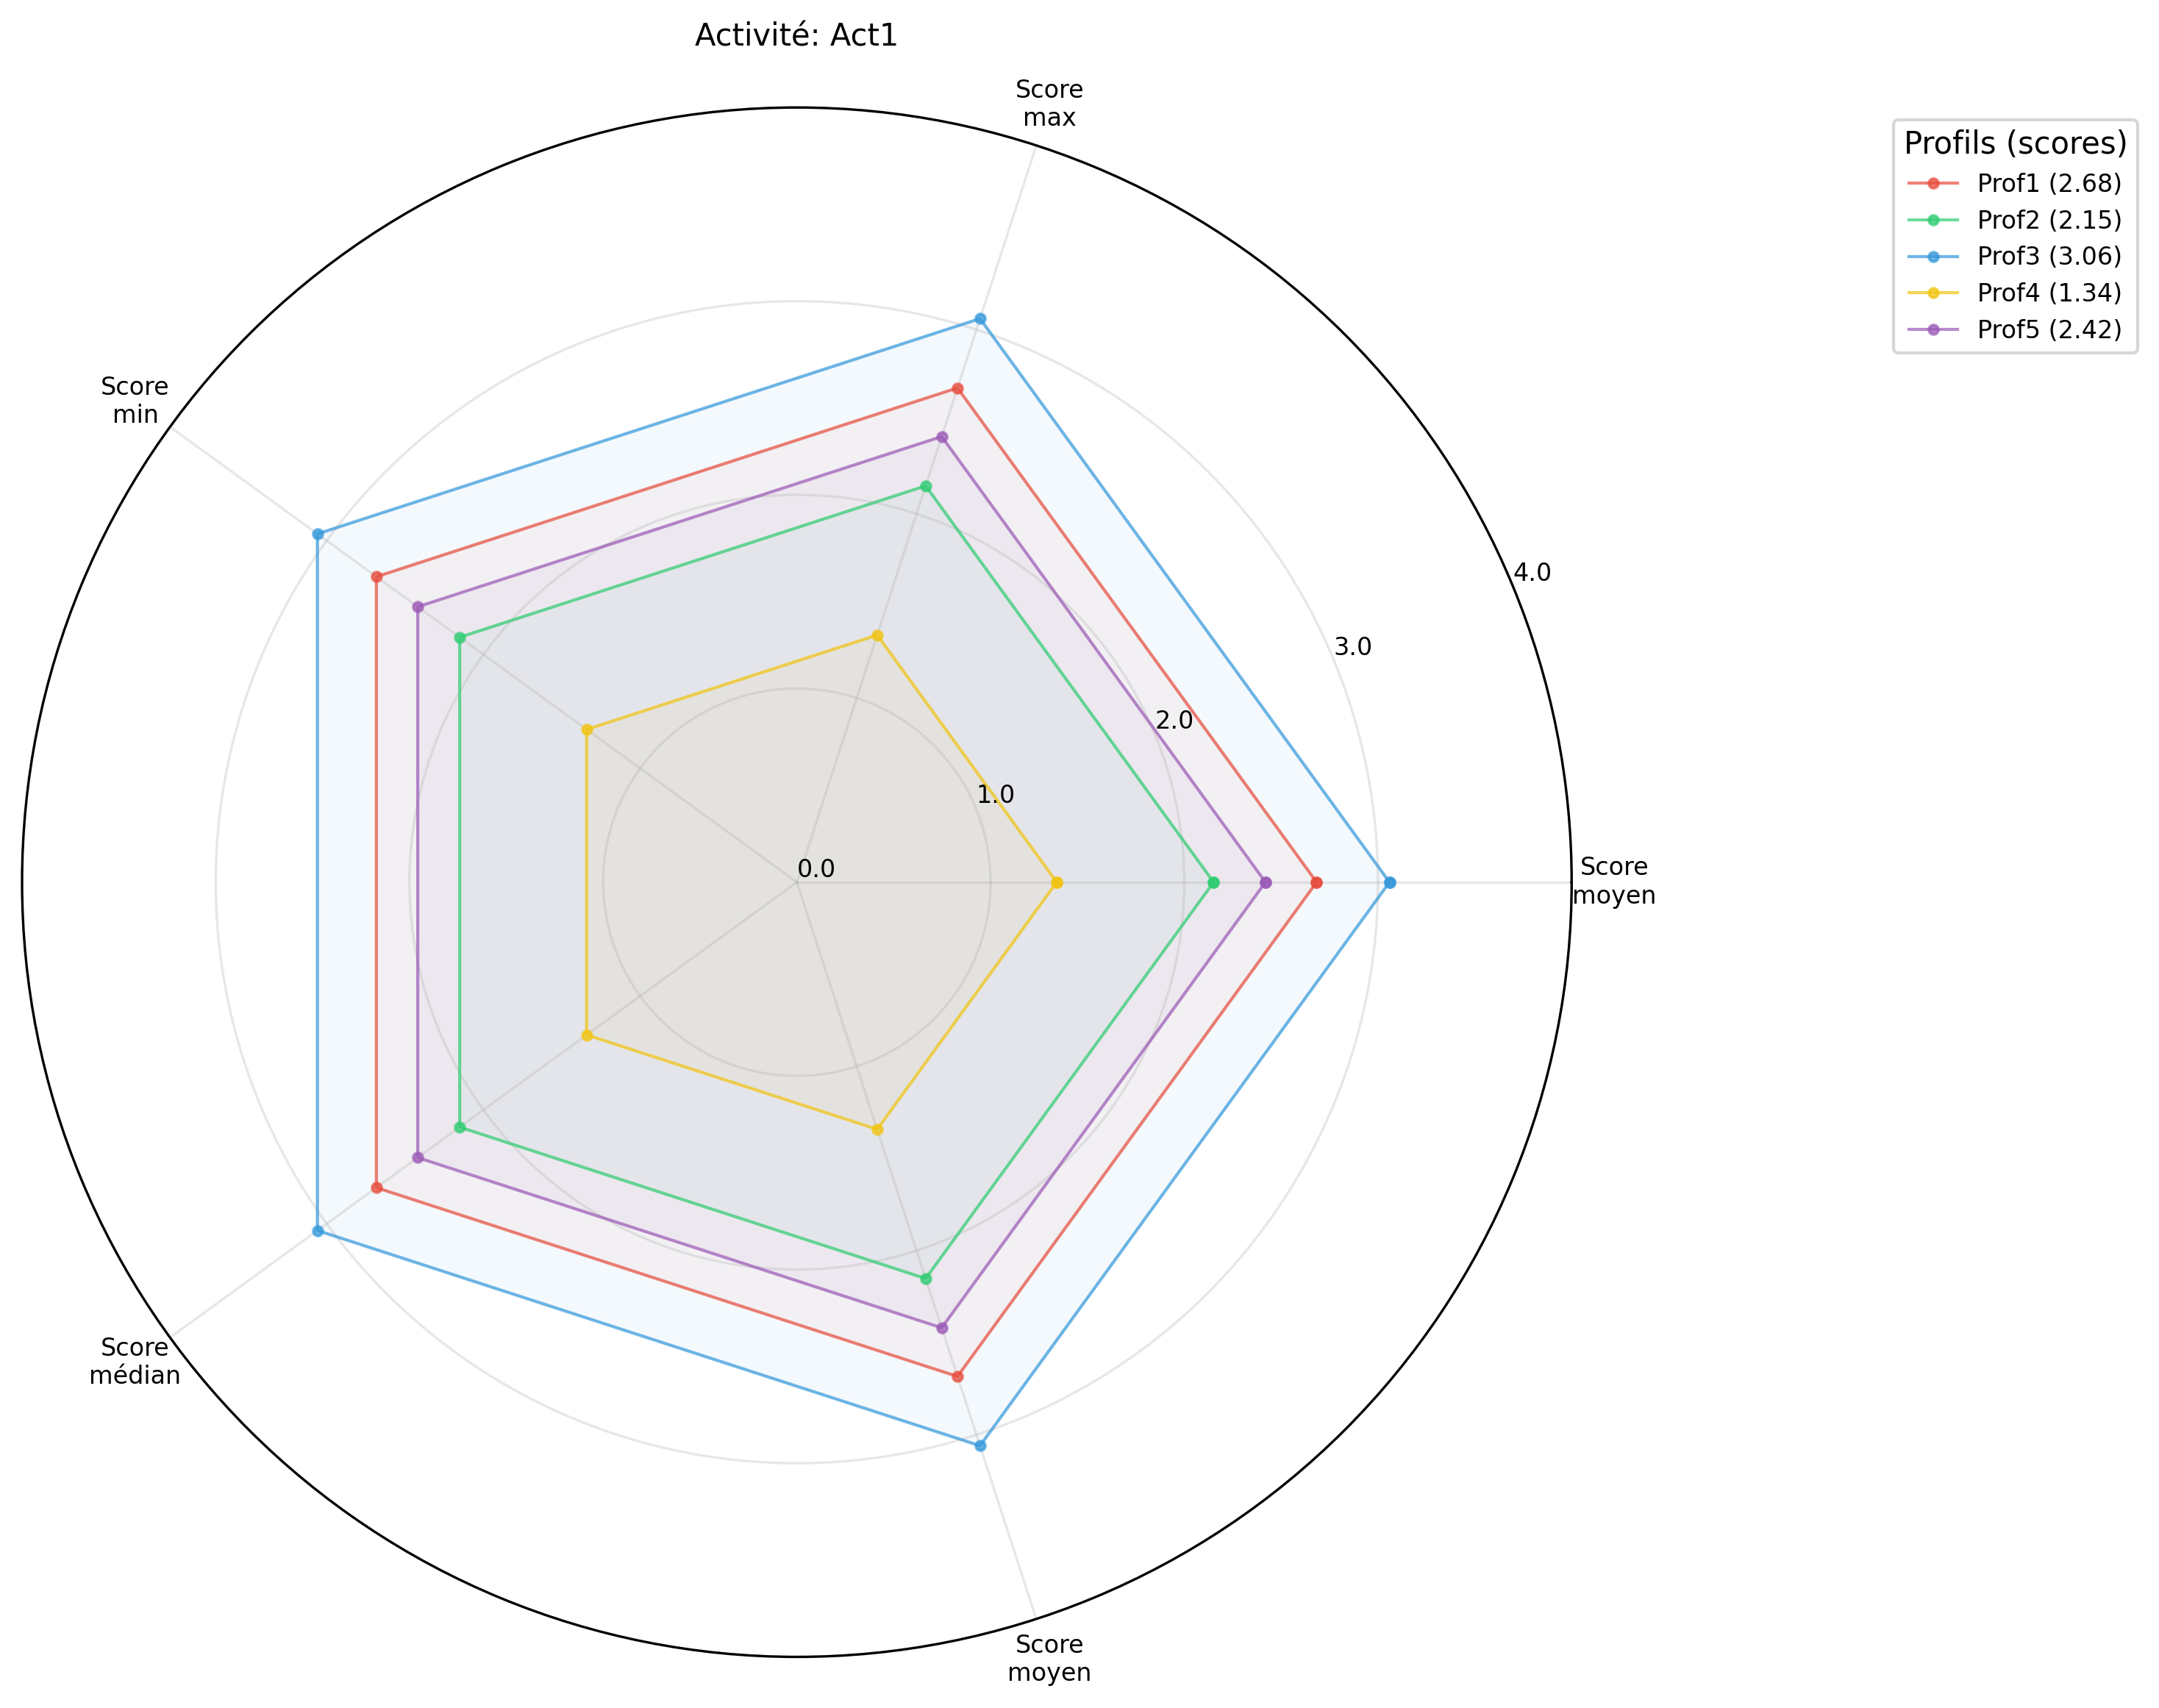 Activité: Act1
Score
max
Profils (scores)
Prof1 (2.68)
Prof2 (2.15)
Prof3 (3.06)
Prof4 (1.34)
Prof5 (2.42)
Score
min
4.0
3.0
2.0
1.0
0.0
Score
moyen
Score
médian
Score
moyen